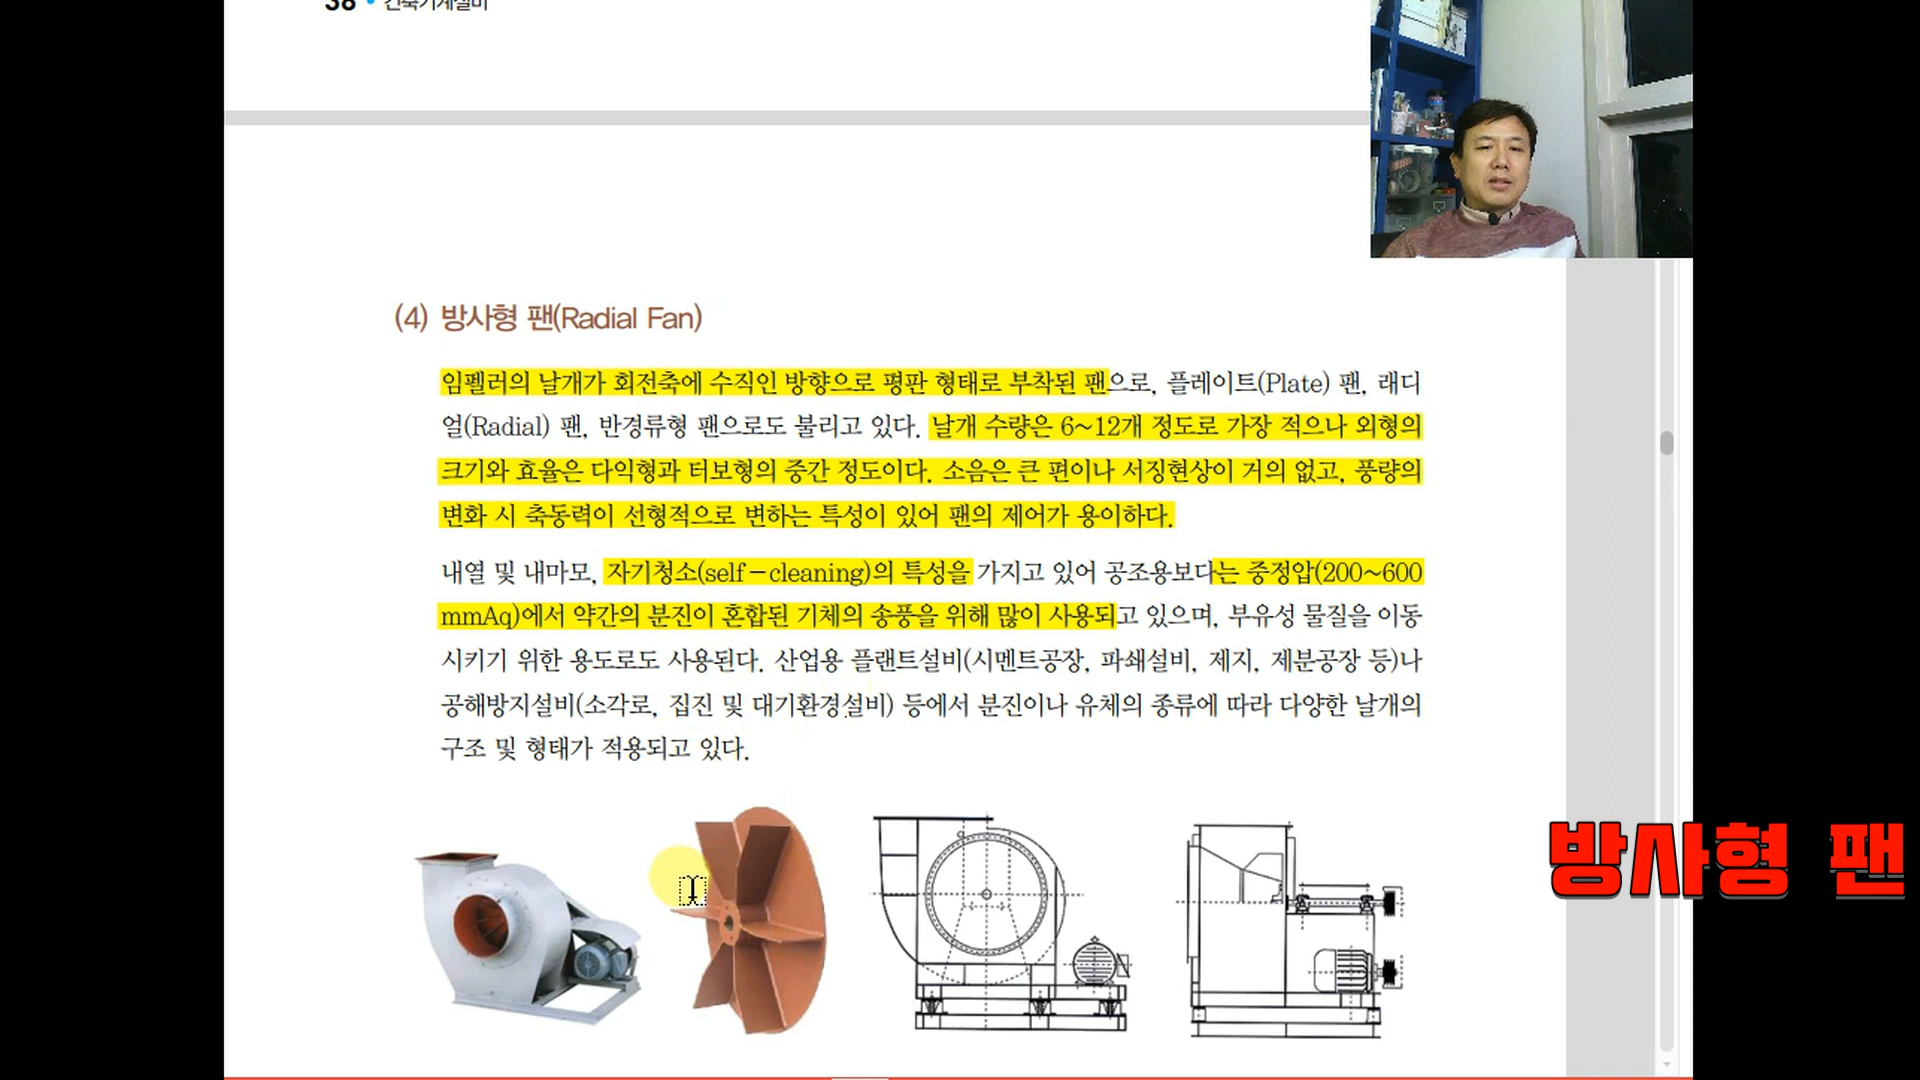 38 • 건축기계설비
(4) 방사형 팬(Radial Fan)
임펠러의 날개가 회전축에 수직인 방향으로 평판 형태로 부착된 팬으로, 플레이트(Plate) 팬, 래디
얼(Radial) 팬, 반경류형 팬으로도 불리고 있다. 날개 수량은 6~12개 정도로 가장 적으나 외형의
크기와 효율은 다익형과 터보형의 중간 정도이다. 소음은 큰 편이나 서징현상이 거의 없고, 풍량의
변화 시 축동력이 선형적으로 변하는 특성이 있어 팬의 제어가 용이하다.
내열 및 내마모, 자기청소(self-cleaning)의 특성을 가지고 있어 공조용보다는 중정압(200~600
mmAq)에서 약간의 분진이 혼합된 기체의 송풍을 위해 많이 사용되고 있으며, 부유성 물질을 이동
시키기 위한 용도로도 사용된다. 산업용 플랜트설비(시멘트공장, 파쇄설비, 제지, 제분공장 등)나
공해방지설비(소각로, 집진 및 대기환경설비) 등에서 분진이나 유체의 종류에 따라 다양한 날개의
구조 및 형태가 적용되고 있다.
방사형 팬